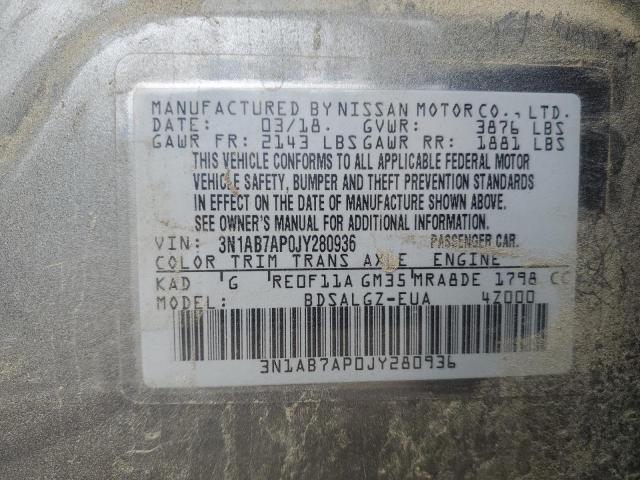 MANUFACTURED BY NISSAN MOTOR CO., LTD.
DATE: 03/18. GVWR: 3876 LBS
GAWR FR: 2143 LBS GAWR RR: 1881 LBS
THIS VEHICLE CONFORMS TO ALL APPLICABLE FEDERAL MOTOR
VEHICLE SAFETY, BUMPER AND THEFT PREVENTION STANDARDS
IN EFFECT ON THE DATE OF MANUFACTURE SHOWN ABOVE.
SEE OWNER'S MANUAL FOR ADDITIONAL INFORMATION.
VIN: 3N1AB7AP0JY280936 PASSENGER CAR.
COLOR TRIM TRANS AXLE ENGINE
KAD G RE0F11A GM35 MRA8DE 1798 CC
MODEL: BDSALGZ-EUA 4Z000
3N1AB7AP0JY280936